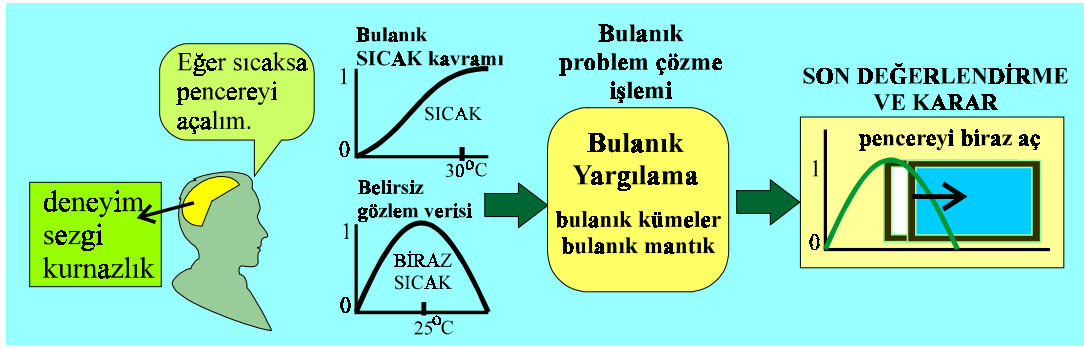 Eğer sıcaksa
pencereyi
açalım.
deneyim
sezgi
kurnazlık
Bulanık
SICAK kavramı
1
SICAK
0
30°C
Belirsiz
gözlem verisi
1
BİRAZ
SICAK
0
25°C
Bulanık
problem çözme
işlemi
Bulanık
Yargılama
bulanık kümeler
bulanık mantık
SON DEĞERLENDİRME
VE KARAR
pencereyi biraz aç
1
0